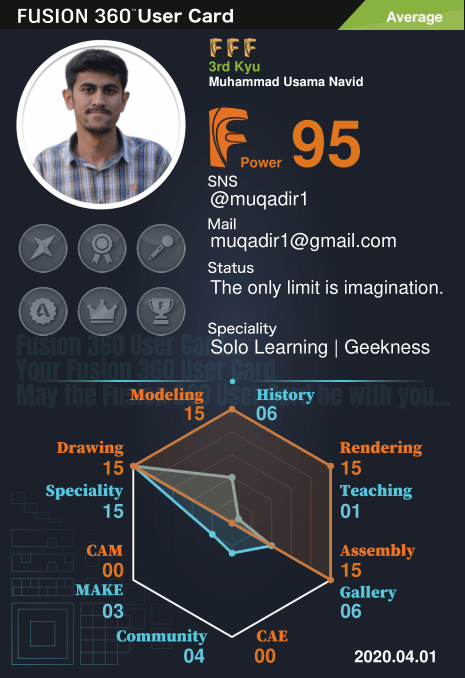 FUSION 360™ User Card
Average
FFF
3rd Kyu
Muhammad Usama Navid
F Power 95
SNS
@muqadir1
Mail
muqadir1@gmail.com
Status
The only limit is imagination.
Speciality
Solo Learning | Geekness
Fusion 360 User Card
Your Fusion 360 User Card
May the Fusion 360 User Card be with you...
Modeling
15
History
06
Drawing
15
Rendering
15
Speciality
15
Teaching
01
CAM
00
Assembly
15
MAKE
03
Gallery
06
Community
04
CAE
00
2020.04.01